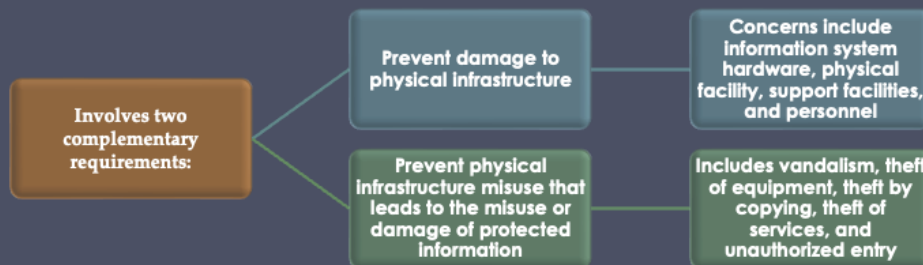 Involves two
complementary
requirements:
Prevent damage to
physical infrastructure
Concerns include
information system
hardware, physical
facility, support facilities,
and personnel
Prevent physical
infrastructure misuse that
leads to the misuse or
damage of protected
information
Includes vandalism, theft
of equipment, theft by
copying, theft of
services, and
unauthorized entry